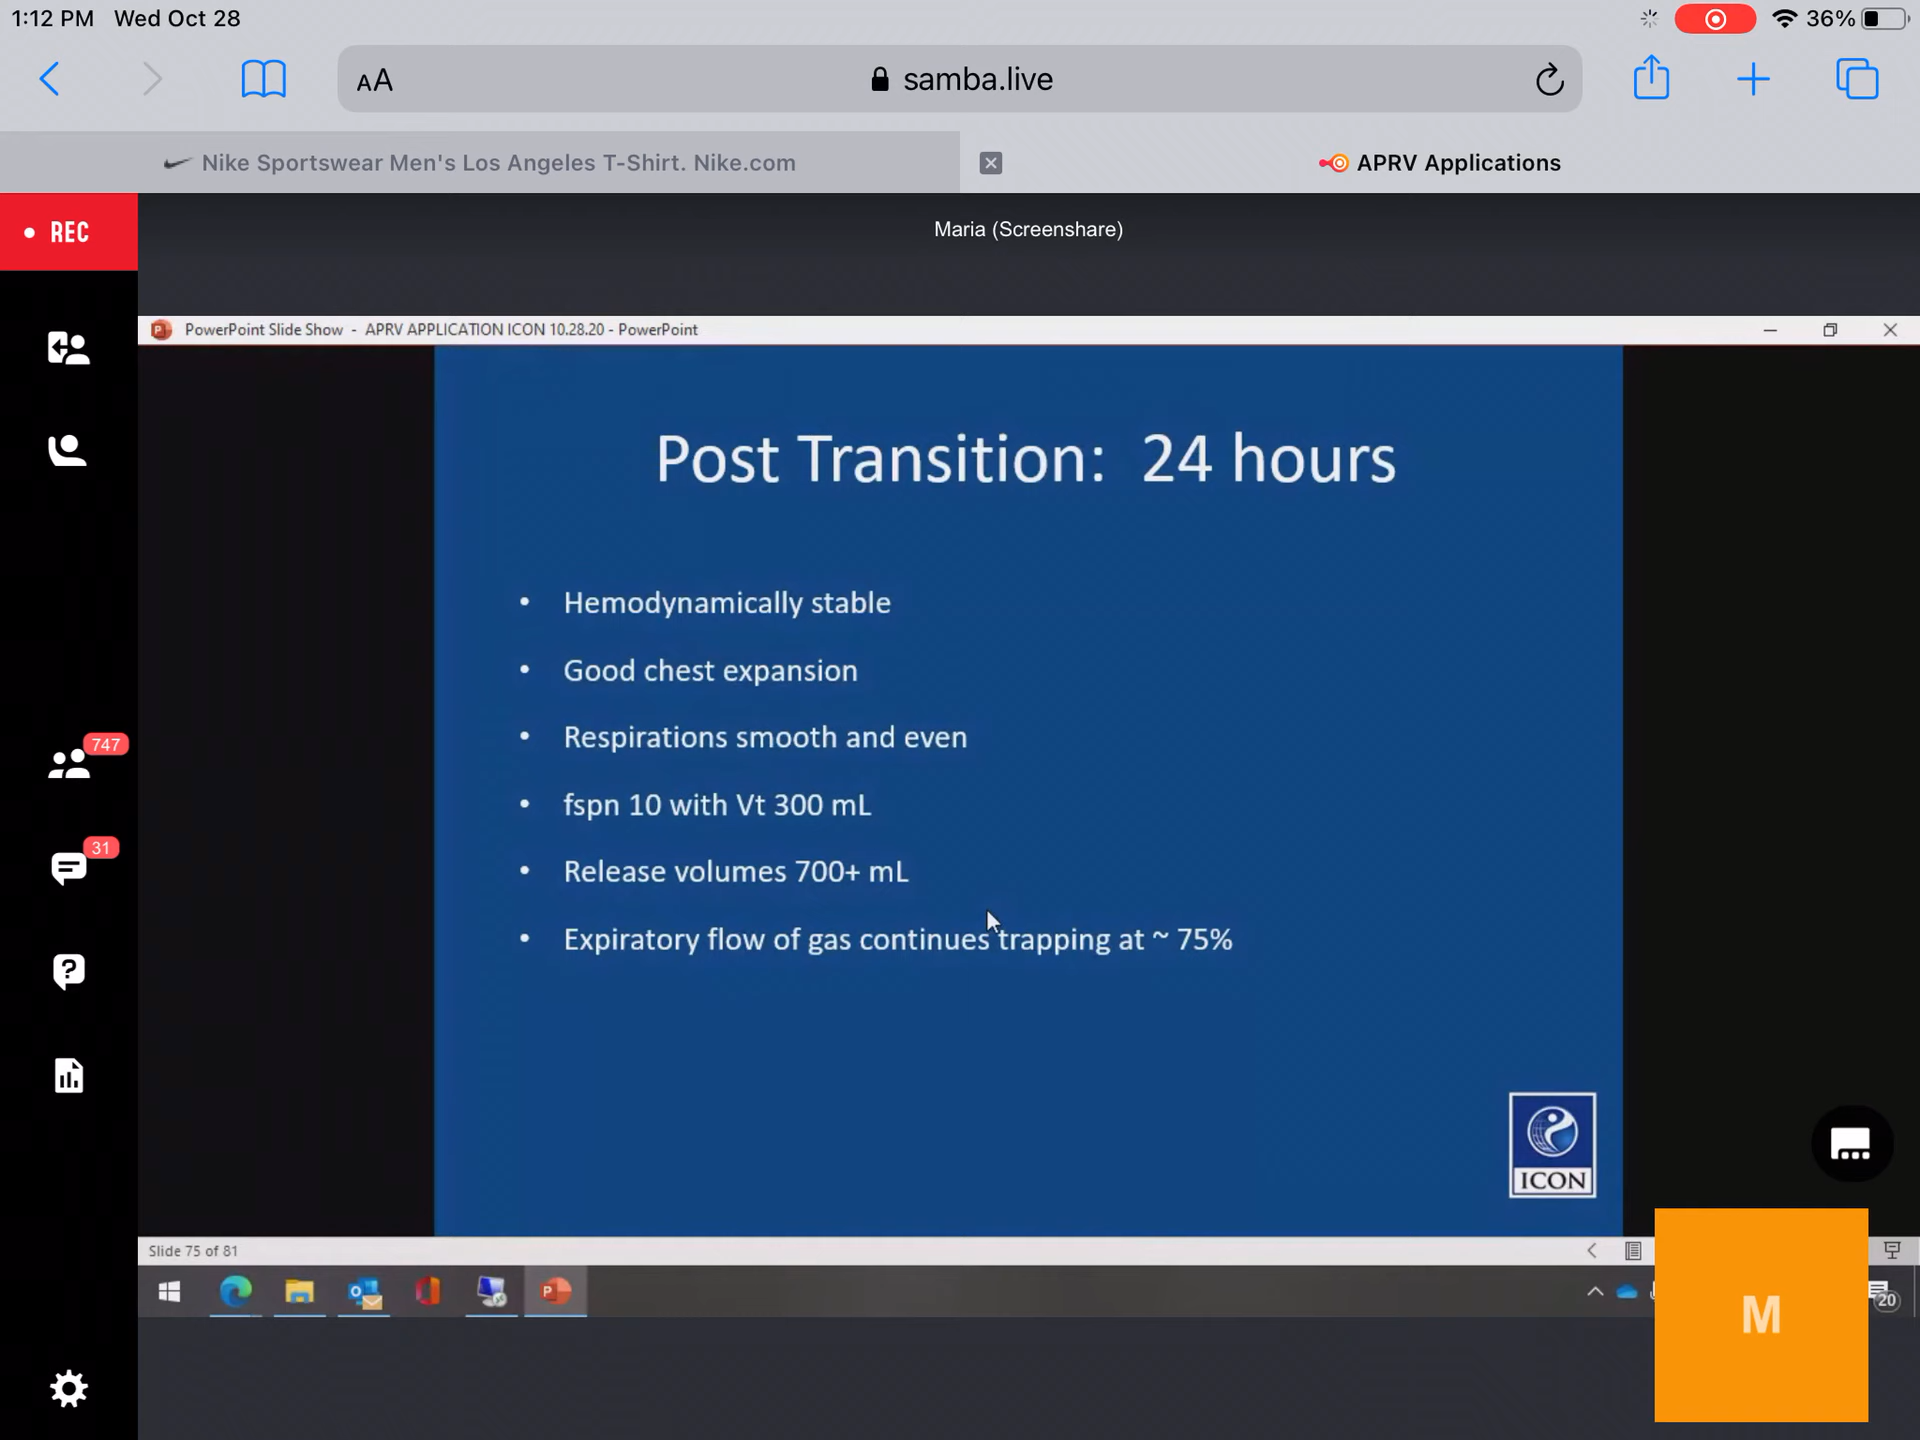 1:12 PM Wed Oct 28
36%
AA
samba.live
Nike Sportswear Men's Los Angeles T-Shirt. Nike.com
APRV Applications
REC
Maria (Screenshare)
PowerPoint Slide Show - APRV APPLICATION ICON 10.28.20 - PowerPoint
Post Transition: 24 hours
• Hemodynamically stable
• Good chest expansion
• Respirations smooth and even
• fspn 10 with Vt 300 mL
• Release volumes 700+ mL
• Expiratory flow of gas continues trapping at ~ 75%
747
31
ICON
Slide 75 of 81
M
20